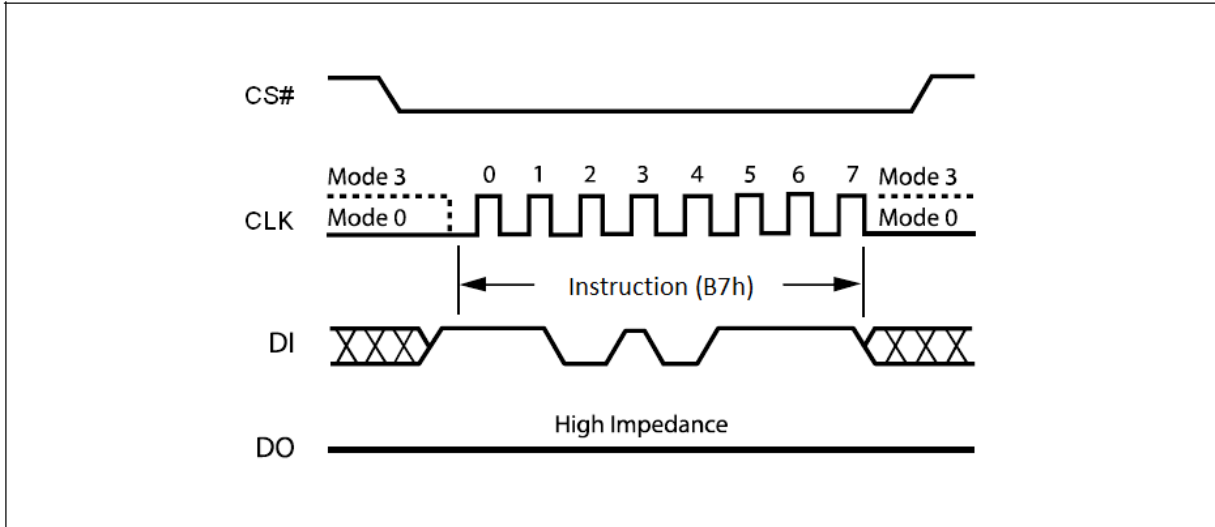 CS#
Mode 3 0 1 2 3 4 5 6 7 Mode 3
CLK Mode 0 Mode 0
Instruction (B7h)
DI
High Impedance
DO